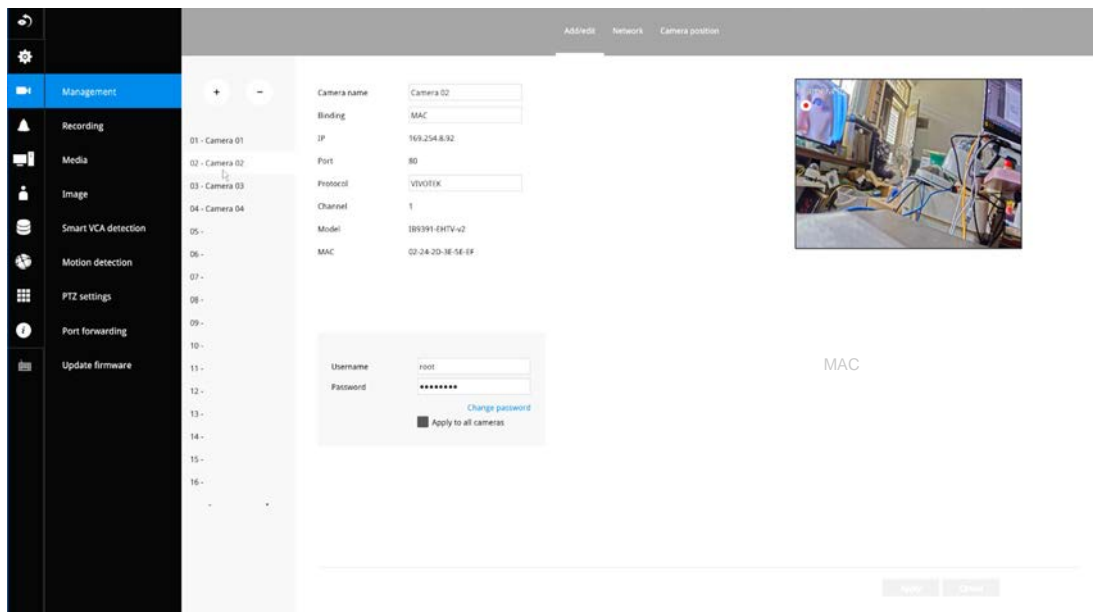 Add/edit Network Camera position
Management
Recording
Media
Image
Smart VCA detection
Motion detection
PTZ settings
Port forwarding
Update firmware
+ −
01 - Camera 01
02 - Camera 02
03 - Camera 03
04 - Camera 04
05 -
06 -
07 -
08 -
09 -
10 -
11 -
12 -
13 -
14 -
15 -
16 -
Camera name Camera 02
Binding MAC
IP 169.254.8.92
Port 80
Protocol VIVOTEK
Channel 1
Model IB9391-EHTV-v2
MAC 02-24-2D-3E-5E-EF
Username root
Password ••••••••
Change password
Apply to all cameras
MAC
Apply